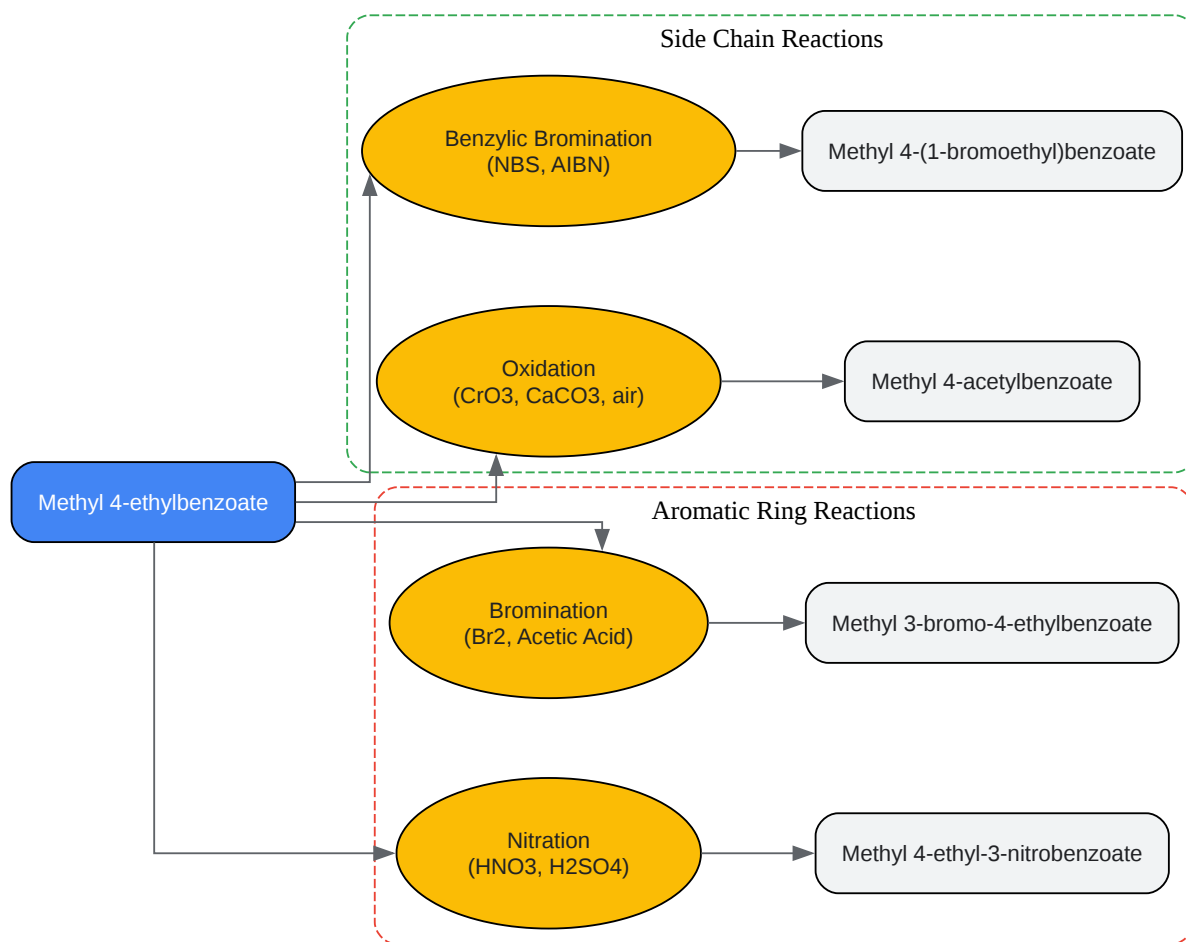 Side Chain Reactions
Benzylic Bromination
(NBS, AIBN)
Methyl 4-(1-bromoethyl)benzoate
Oxidation
(CrO3, CaCO3, air)
Methyl 4-acetylbenzoate
Methyl 4-ethylbenzoate
Aromatic Ring Reactions
Bromination
(Br2, Acetic Acid)
Methyl 3-bromo-4-ethylbenzoate
Nitration
(HNO3, H2SO4)
Methyl 4-ethyl-3-nitrobenzoate